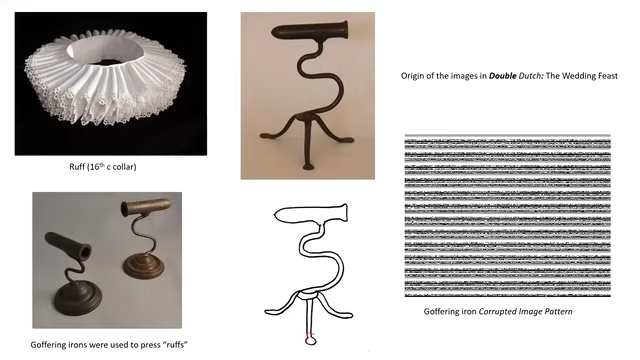 Origin of the images in Double Dutch: The Wedding Feast
Ruff (16th c collar)
Goffering iron Corrupted Image Pattern
Goffering irons were used to press “ruffs”